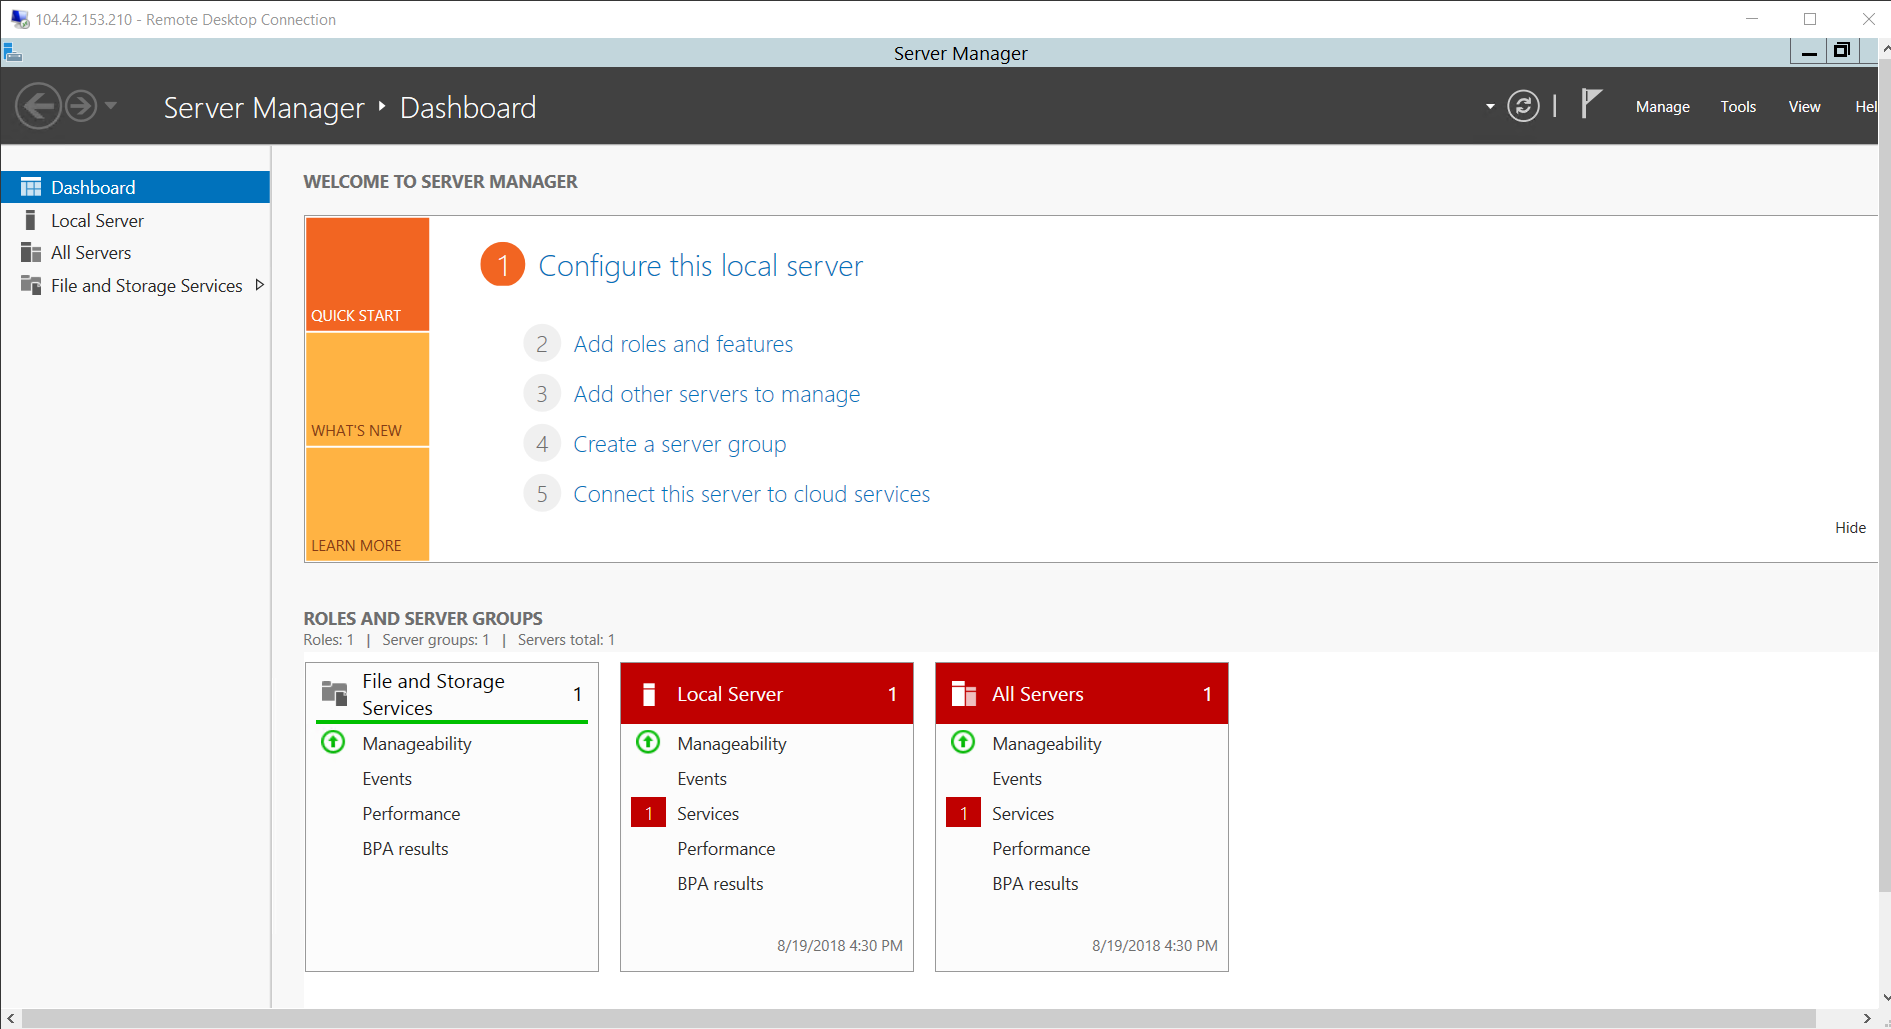 104.42.153.210 - Remote Desktop Connection
Server Manager
Server Manager Dashboard
Manage Tools View Hel
Dashboard
Local Server
All Servers
File and Storage Services
WELCOME TO SERVER MANAGER
QUICK START
WHAT'S NEW
LEARN MORE
1 Configure this local server
2 Add roles and features
3 Add other servers to manage
4 Create a server group
5 Connect this server to cloud services
Hide
ROLES AND SERVER GROUPS
Roles: 1 | Server groups: 1 | Servers total: 1
File and Storage
Services
1
Manageability
Events
Performance
BPA results
Local Server 1
Manageability
Events
1 Services
Performance
BPA results
8/19/2018 4:30 PM
All Servers 1
Manageability
Events
1 Services
Performance
BPA results
8/19/2018 4:30 PM